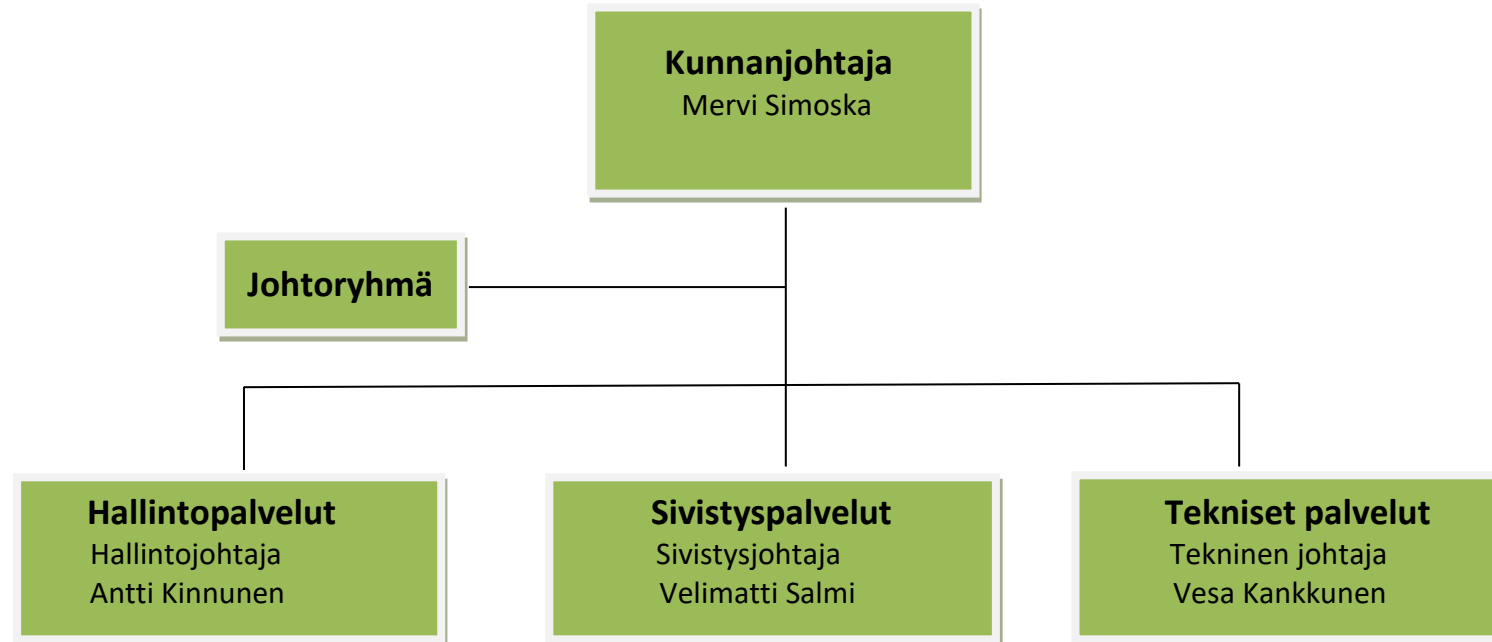 Kunnanjohtaja
Mervi Simoska
Johtoryhmä
Hallintopalvelut
Hallintojohtaja
Antti Kinnunen
Sivistyspalvelut
Sivistysjohtaja
Velimatti Salmi
Tekniset palvelut
Tekninen johtaja
Vesa Kankkunen